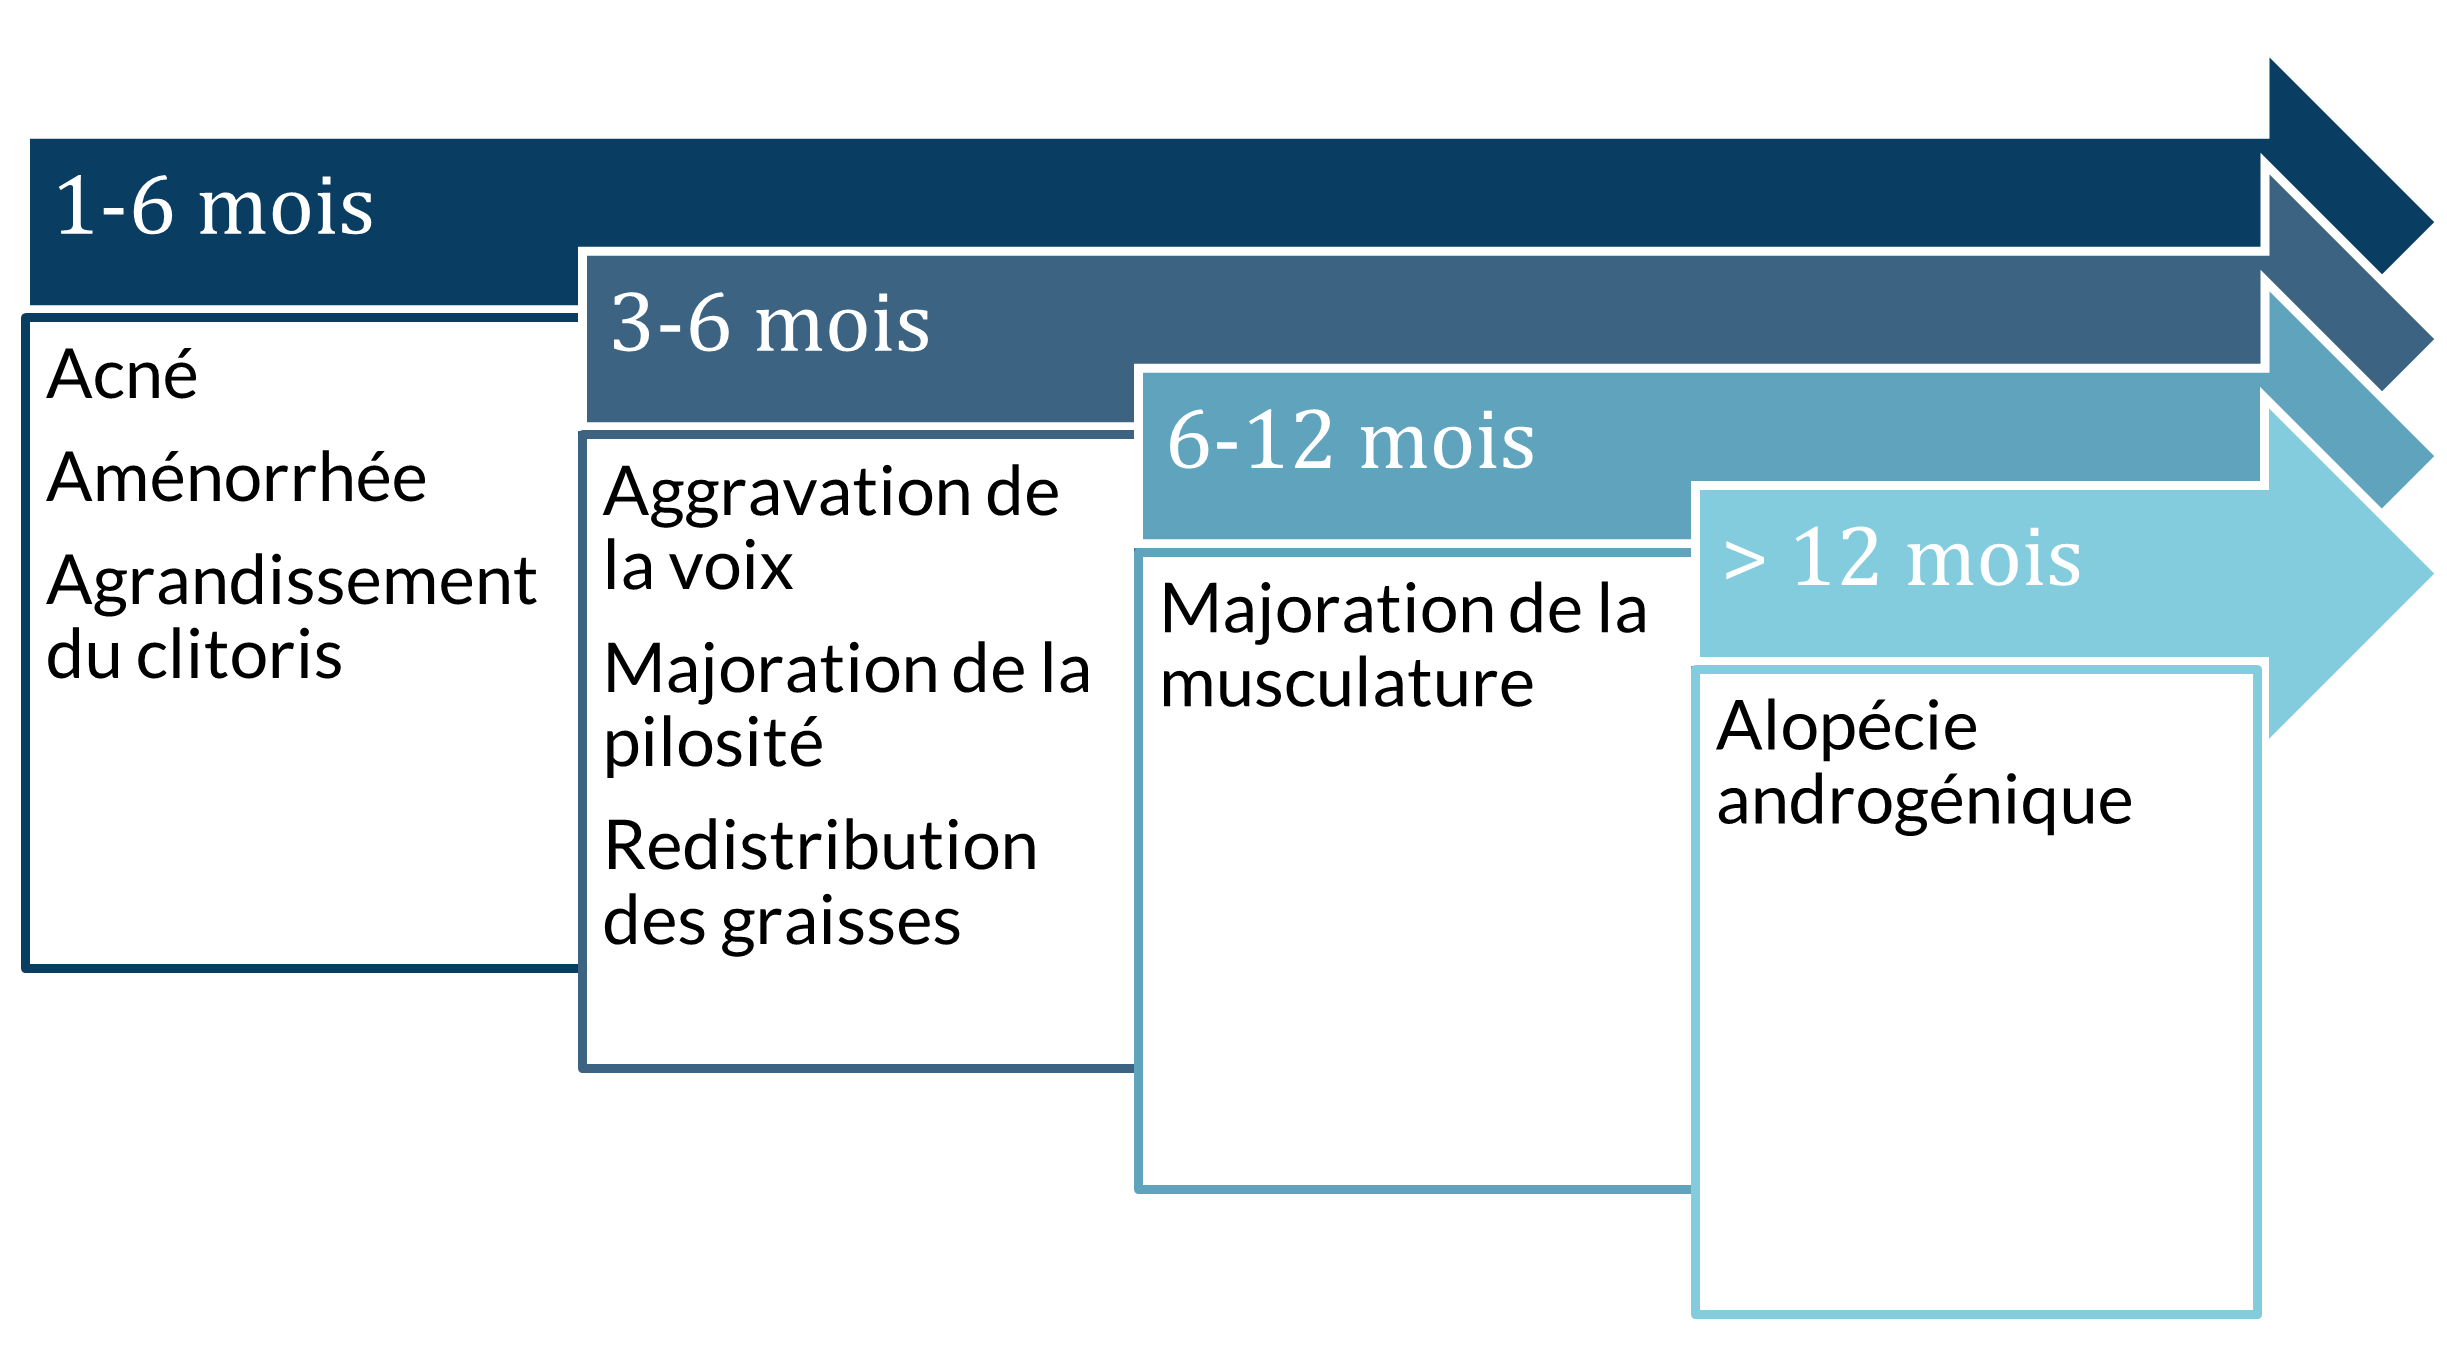 1-6 mois
Acné
Aménorrhée
Agrandissement
du clitoris
3-6 mois
Aggravation de
la voix
Majoration de la
pilosité
Redistribution
des graisses
6-12 mois
Majoration de la
musculature
> 12 mois
Alopécie
androgénique